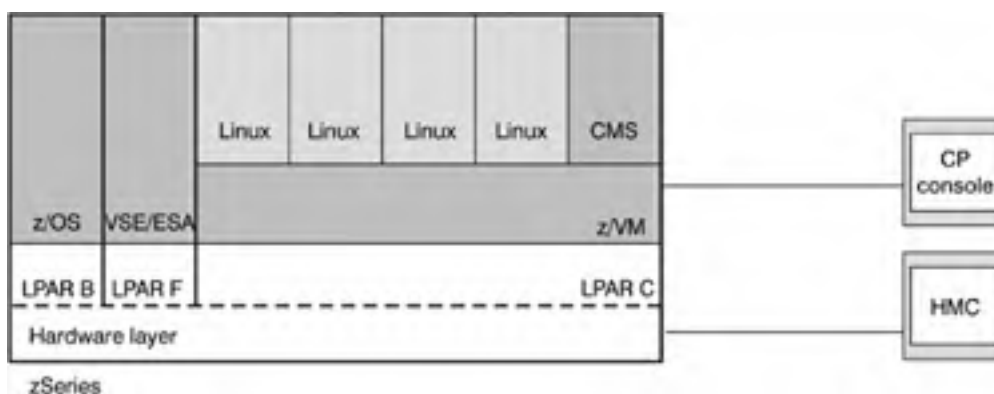 Linux Linux Linux Linux CMS
CP
console
z/OS VSE/ESA z/VM
LPAR B LPAR F LPAR C
HMC
Hardware layer
zSeries